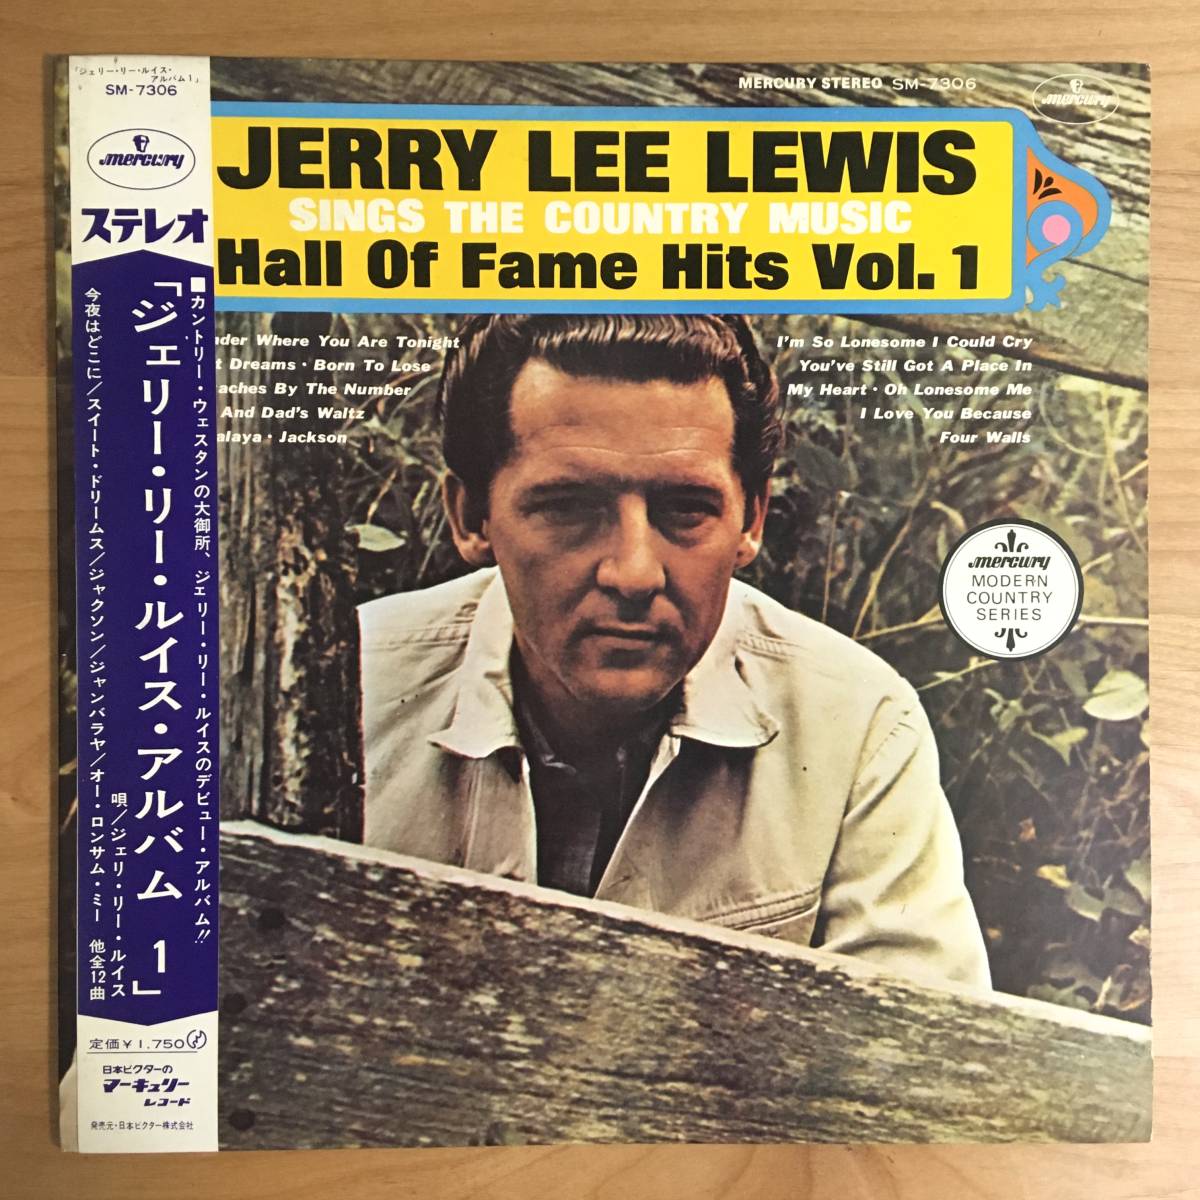 「ジェリー・リー・ルイス・
アルバム1」
SM-7306
mercury
ステレオ
■カントリー・ウェスタンの大御所、ジェリー・リー・ルイスのデビュー・アルバム!!
「ジェリー・リー・ルイス・アルバム 1」
唄/ジェリ・リー・ルイス
今夜はどこに/スイート・ドリームス/ジャクソン/ジャンバラヤ/オー・ロンサム・ミー 他全12曲
定価¥1,750
日本ビクターの
マーキュリー
レコード
発売元・日本ビクター株式会社
MERCURY STEREO SM-7306
mercury
JERRY LEE LEWIS
SINGS THE COUNTRY MUSIC
Hall Of Fame Hits Vol. 1
Where You Are Tonight
Dreams · Born To Lose
By The Number
And Dad's Waltz
Jackson
I'm So Lonesome I Could Cry
You've Still Got A Place In
My Heart · Oh Lonesome Me
I Love You Because
Four Walls
mercury
MODERN
COUNTRY
SERIES